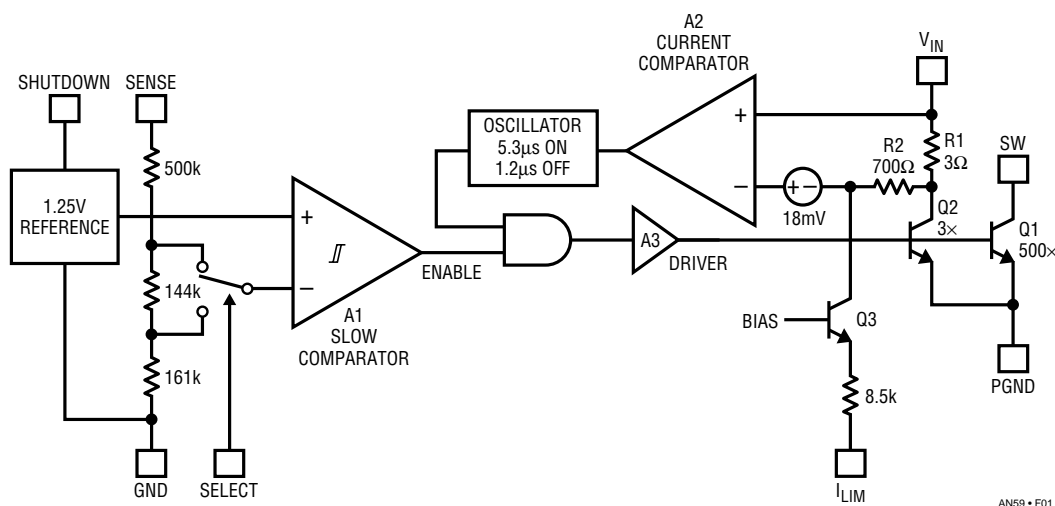 A2
CURRENT
COMPARATOR
VIN
SHUTDOWN
SENSE
OSCILLATOR
5.3µs ON
1.2µs OFF
+
R2
700Ω
R1
3Ω
SW
500k
1.25V
REFERENCE
−
+ −
18mV
Q2
3×
Q1
500×
+
A3
DRIVER
ENABLE
144k
−
A1
SLOW
COMPARATOR
BIAS
Q3
161k
8.5k
PGND
GND
SELECT
ILIM
AN59 • F01